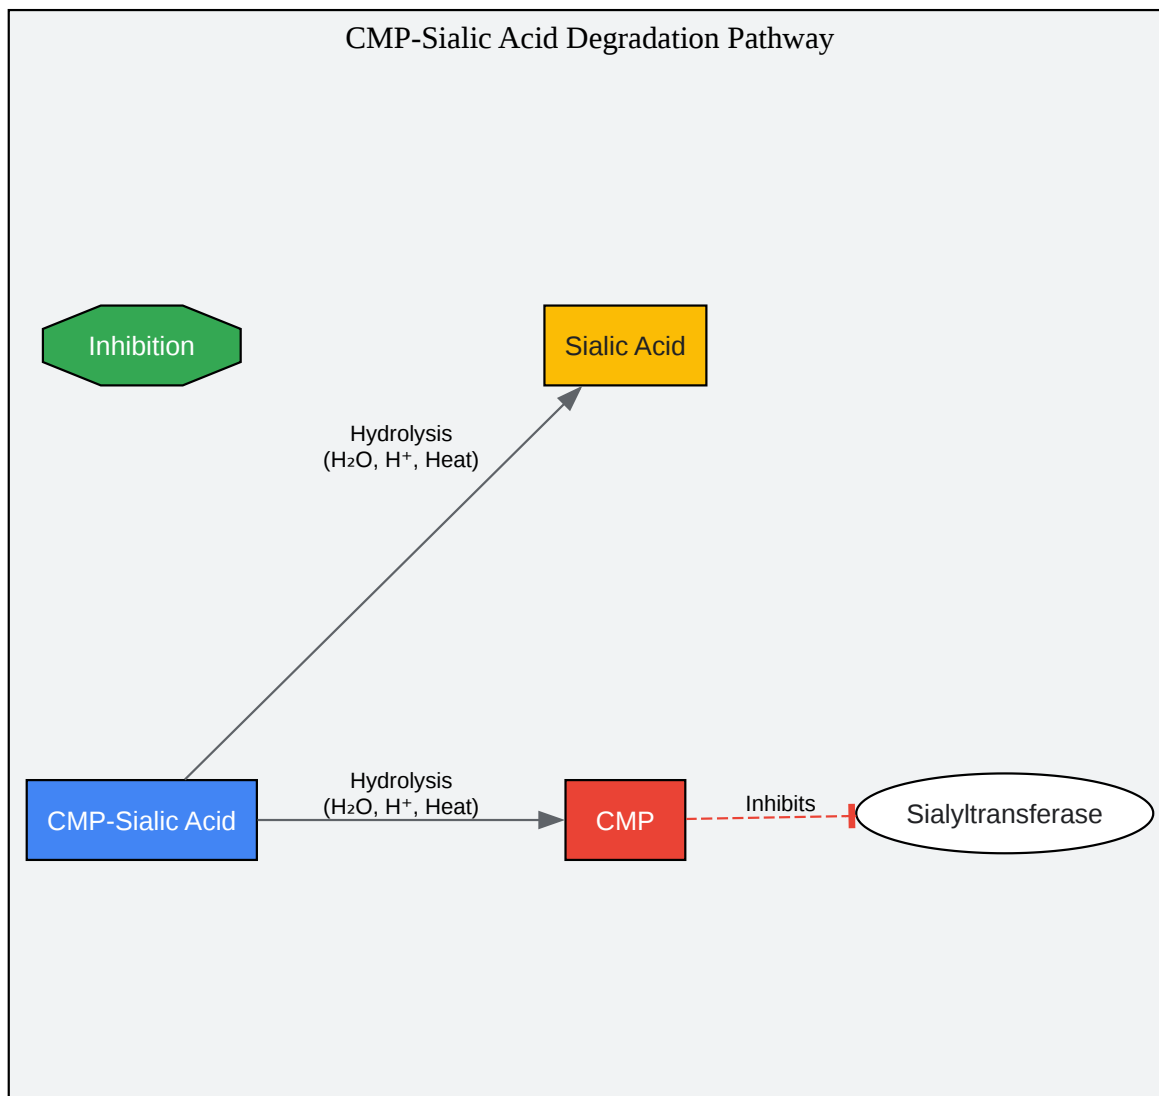 CMP-Sialic Acid Degradation Pathway
Inhibition
Sialic Acid
Hydrolysis
(H₂O, H⁺, Heat)
Hydrolysis
(H₂O, H⁺, Heat)
CMP-Sialic Acid
CMP
Inhibits
Sialyltransferase